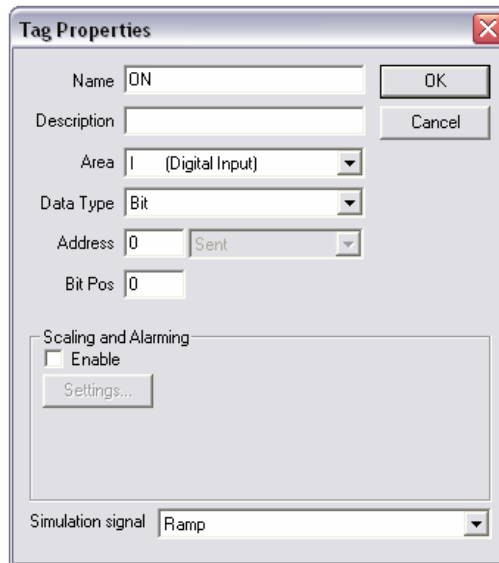 Tag Properties
Name ON OK
Description Cancel
Area I (Digital Input)
Data Type Bit
Address 0 Sent
Bit Pos 0
Scaling and Alarming
Enable
Settings...
Simulation signal Ramp